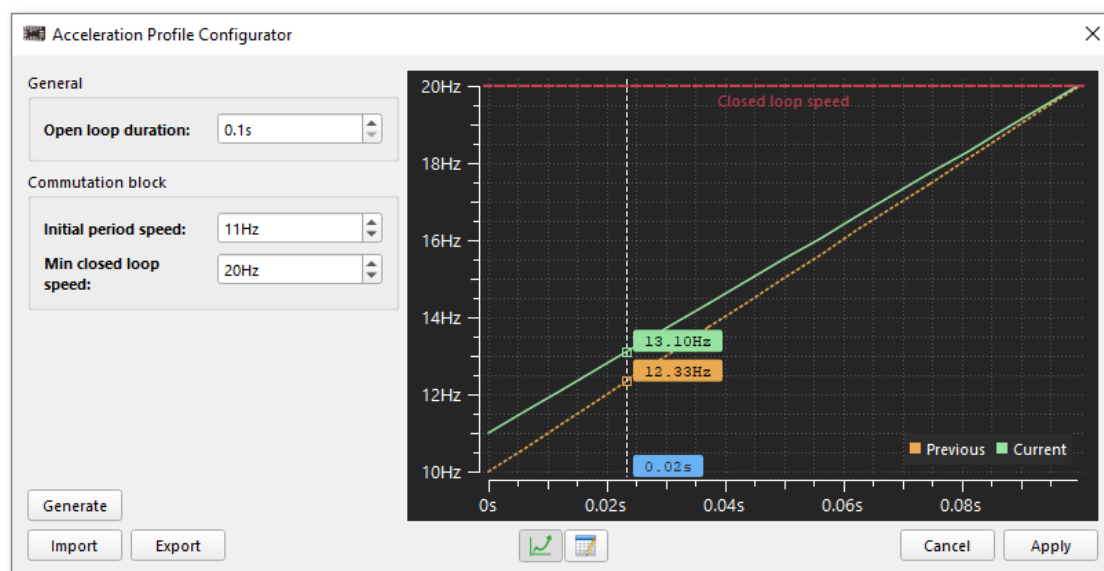 Acceleration Profile Configurator
General
Open loop duration:
0.1s
Commutation block
Initial period speed:
11Hz
Min closed loop
speed:
20Hz
Generate
Import
Export
20Hz
Closed loop speed
18Hz
16Hz
14Hz
13.10Hz
12.33Hz
12Hz
Previous
Current
10Hz
0.02s
0s
0.02s
0.04s
0.06s
0.08s
Cancel
Apply